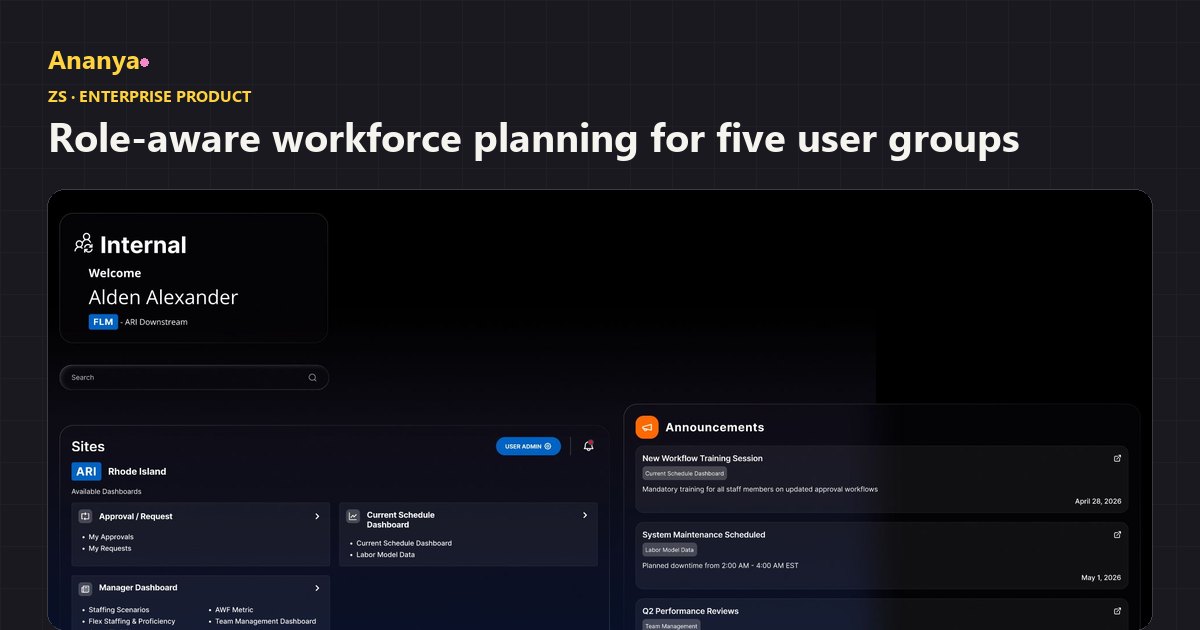 Ananya
ZS · ENTERPRISE PRODUCT
Role-aware workforce planning for five user groups
Internal
Welcome
Alden Alexander
FLM - ARI Downstream
Search
Sites
USER ADMIN
ARI Rhode Island
Available Dashboards
Approval / Request
• My Approvals
• My Requests
Current Schedule
Dashboard
• Current Schedule Dashboard
• Labor Model Data
Manager Dashboard
• Staffing Scenarios
• AWF Metric
• Flex Staffing & Proficiency
• Team Management Dashboard
Announcements
New Workflow Training Session
Current Schedule Dashboard
Mandatory training for all staff members on updated approval workflows
April 28, 2026
System Maintenance Scheduled
Labor Model Data
Planned downtime from 2:00 AM - 4:00 AM EST
May 1, 2026
Q2 Performance Reviews
Team Management